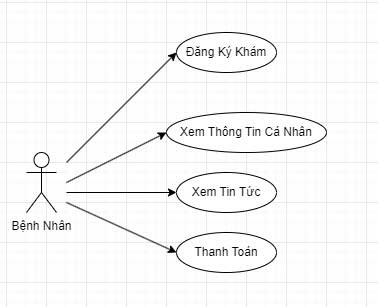 Đăng Ký Khám
Xem Thông Tin Cá Nhân
Xem Tin Tức
Bệnh Nhân
Thanh Toán